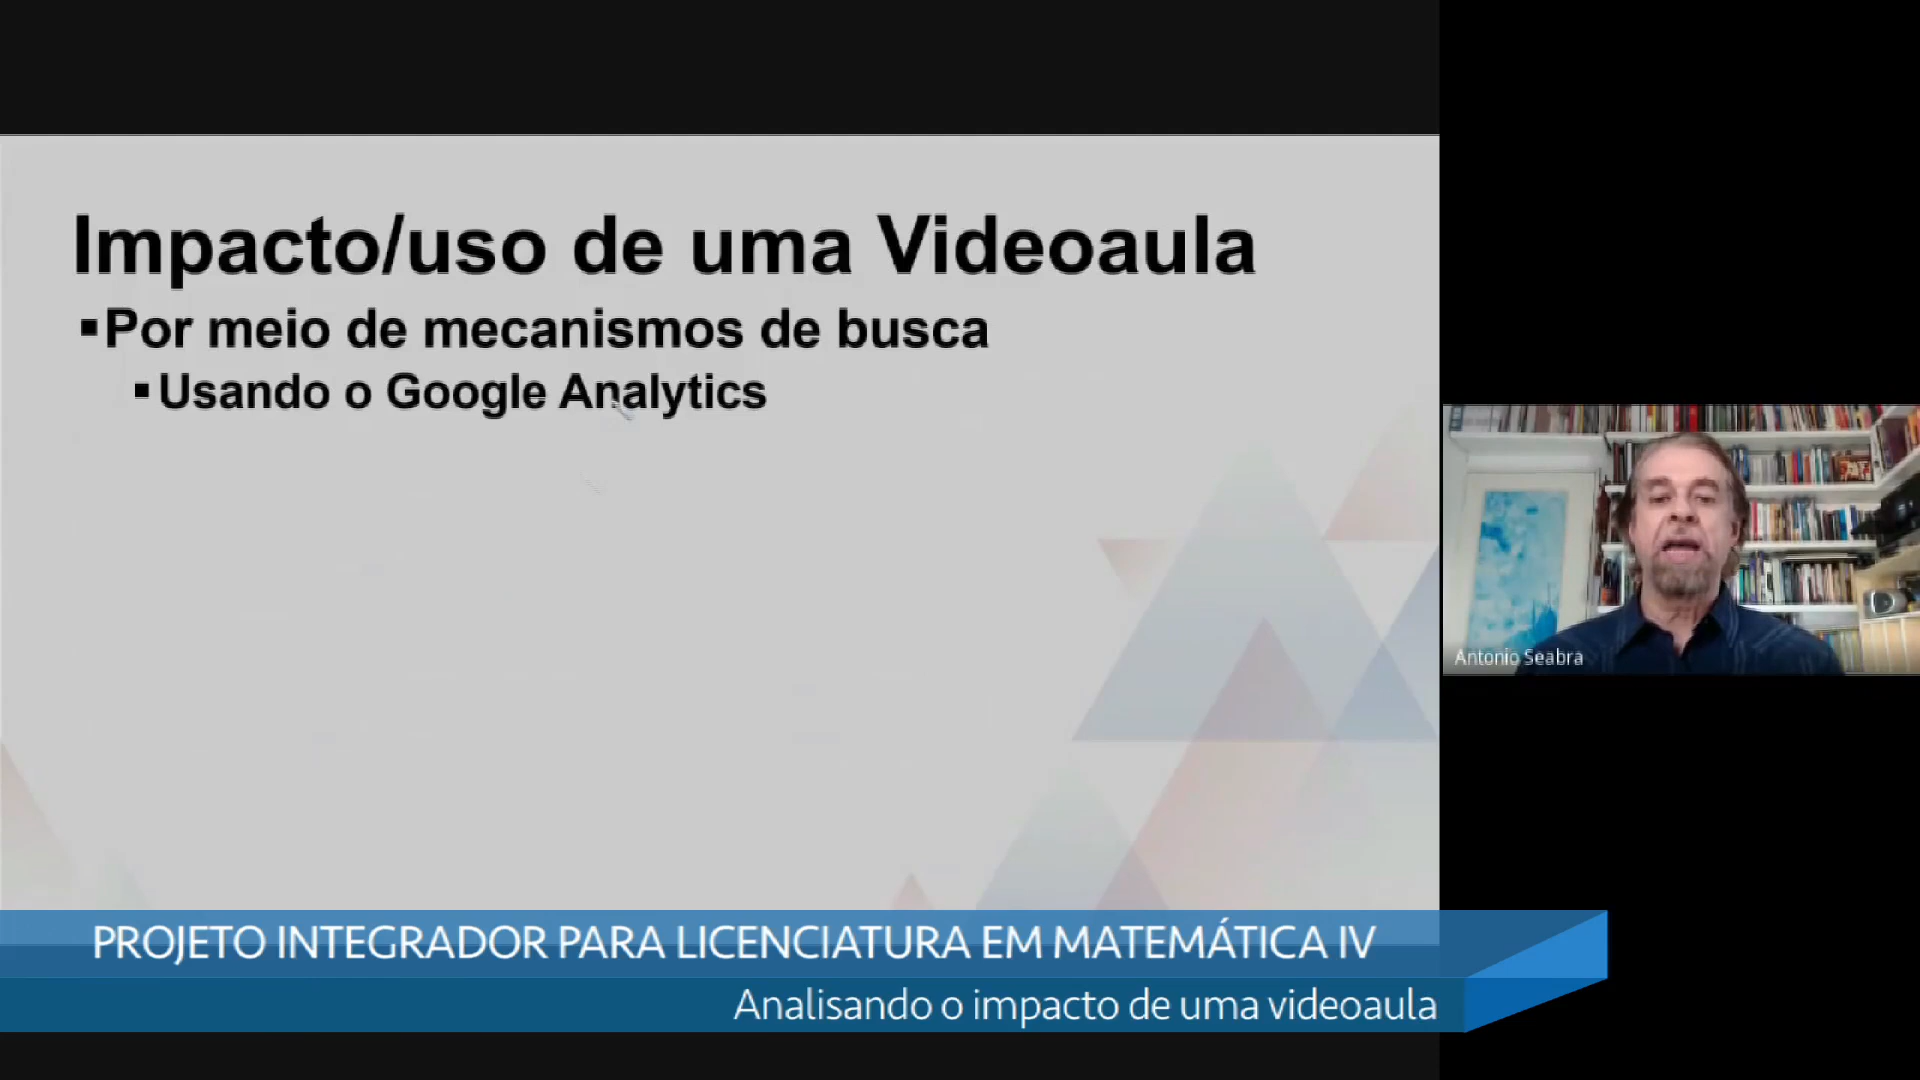 Impacto/uso de uma Videoaula
▪Por meio de mecanismos de busca
▪Usando o Google Analytics
Antonio Seabra
PROJETO INTEGRADOR PARA LICENCIATURA EM MATEMÁTICA IV
Analisando o impacto de uma videoaula